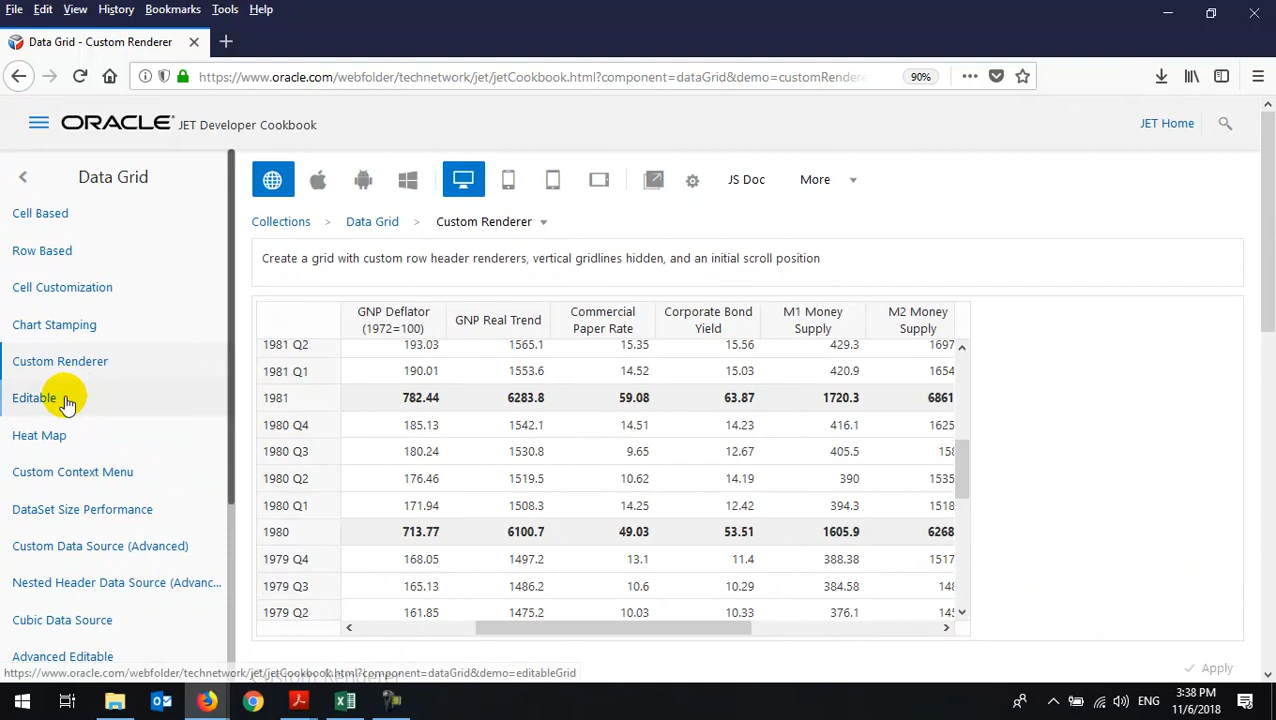 File Edit View History Bookmarks Tools Help
Data Grid - Custom Renderer
https://www.oracle.com/webfolder/technetwork/jet/jetCookbook.html?component=dataGrid&demo=customRendere
90%
ORACLE JET Developer Cookbook
JET Home
Data Grid
Cell Based
Row Based
Cell Customization
Chart Stamping
Custom Renderer
Editable
Heat Map
Custom Context Menu
DataSet Size Performance
Custom Data Source (Advanced)
Nested Header Data Source (Advanc...
Cubic Data Source
Advanced Editable
JS Doc More
Collections > Data Grid > Custom Renderer
Create a grid with custom row header renderers, vertical gridlines hidden, and an initial scroll position
GNP Deflator (1972=100) GNP Real Trend Commercial Paper Rate Corporate Bond Yield M1 Money Supply M2 Money Supply
1981 Q2 193.03 1565.1 15.35 15.56 429.3 1697
1981 Q1 190.01 1553.6 14.52 15.03 420.9 1654
1981 782.44 6283.8 59.08 63.87 1720.3 6861
1980 Q4 185.13 1542.1 14.51 14.23 416.1 1625
1980 Q3 180.24 1530.8 9.65 12.67 405.5 158
1980 Q2 176.46 1519.5 10.62 14.19 390 1535
1980 Q1 171.94 1508.3 14.25 12.42 394.3 1518
1980 713.77 6100.7 49.03 53.51 1605.9 6268
1979 Q4 168.05 1497.2 13.1 11.4 388.38 1517
1979 Q3 165.13 1486.2 10.6 10.29 384.58 148
1979 Q2 161.85 1475.2 10.03 10.33 376.1 145
Apply
https://www.oracle.com/webfolder/technetwork/jet/jetCookbook.html?component=dataGrid&demo=editableGrid
ENG
3:38 PM
11/6/2018